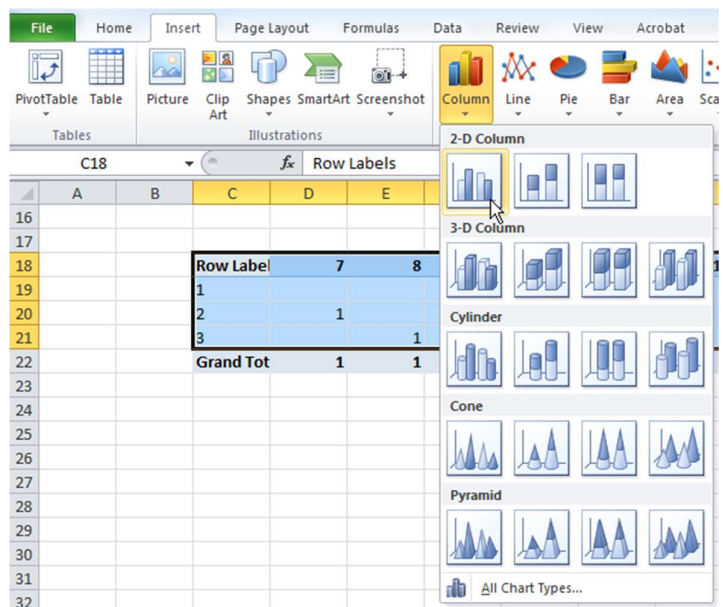 File Home Insert Page Layout Formulas Data Review View Acrobat
PivotTable Table Picture Clip Art Shapes SmartArt Screenshot Column Line Pie Bar Area
Tables Illustrations
C18 fx Row Labels
2-D Column
A B C D E
16
17
3-D Column
18 Row Label 7 8
19 1
20 2 1
Cylinder
21 3 1
22 Grand Tot 1 1
23
24
Cone
25
26
27
Pyramid
28
29
30
31
All Chart Types...
32